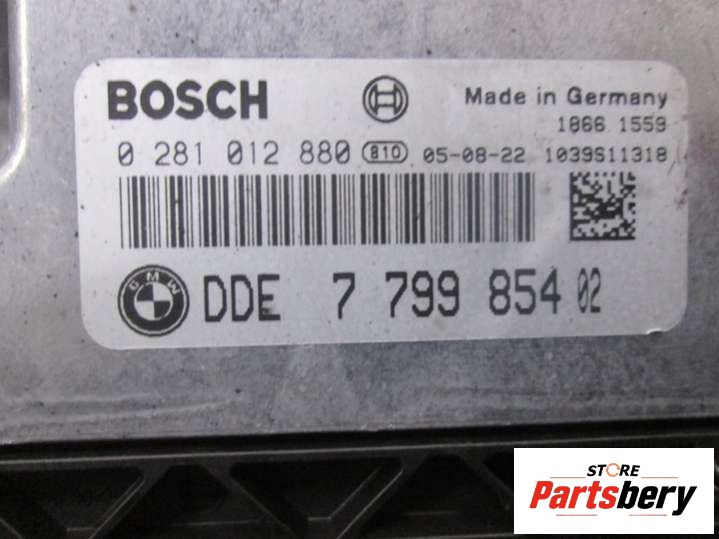 BOSCH
Made in Germany
1866 1559
0 281 012 880 810 05-08-22 1039S11318
BMW
DDE 7 799 854 02
STORE
Partsbery